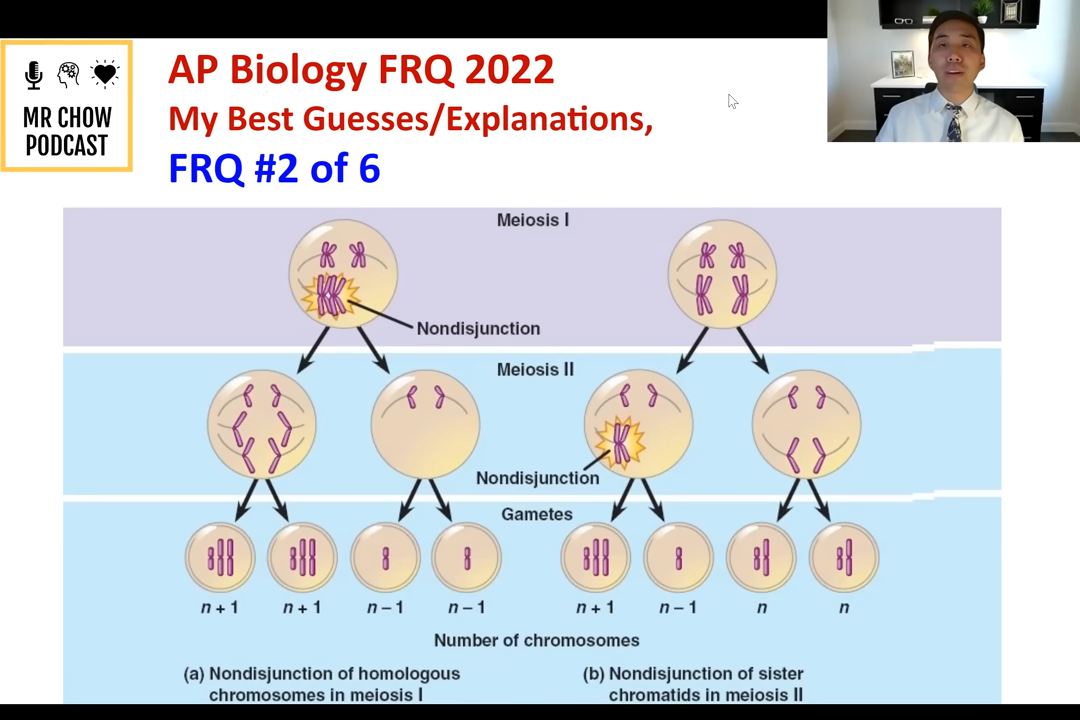 MR CHOW
PODCAST
AP Biology FRQ 2022
My Best Guesses/Explanations,
FRQ #2 of 6
Meiosis I
Nondisjunction
Meiosis II
Nondisjunction
Gametes
n + 1 n + 1 n – 1 n – 1 n + 1 n – 1 n n
Number of chromosomes
(a) Nondisjunction of homologous
chromosomes in meiosis I
(b) Nondisjunction of sister
chromatids in meiosis II